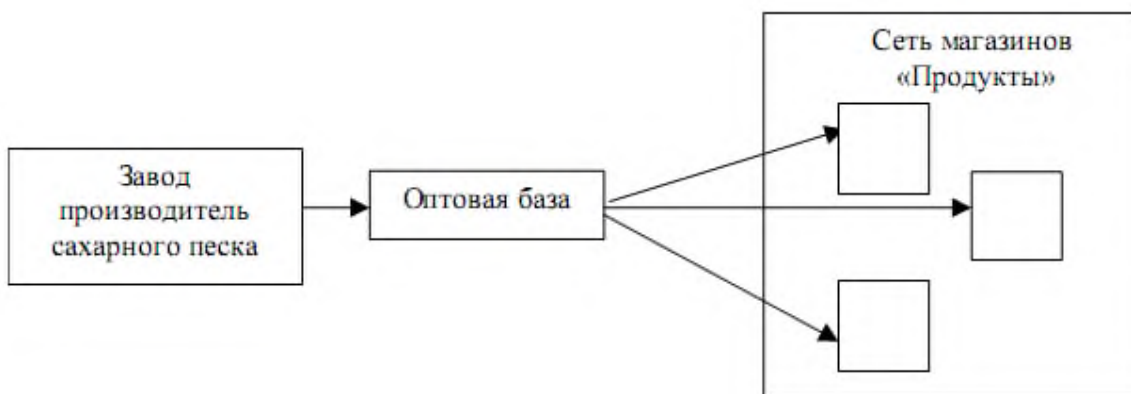 Сеть магазинов
«Продукты»
Завод
производитель
сахарного песка
Оптовая база